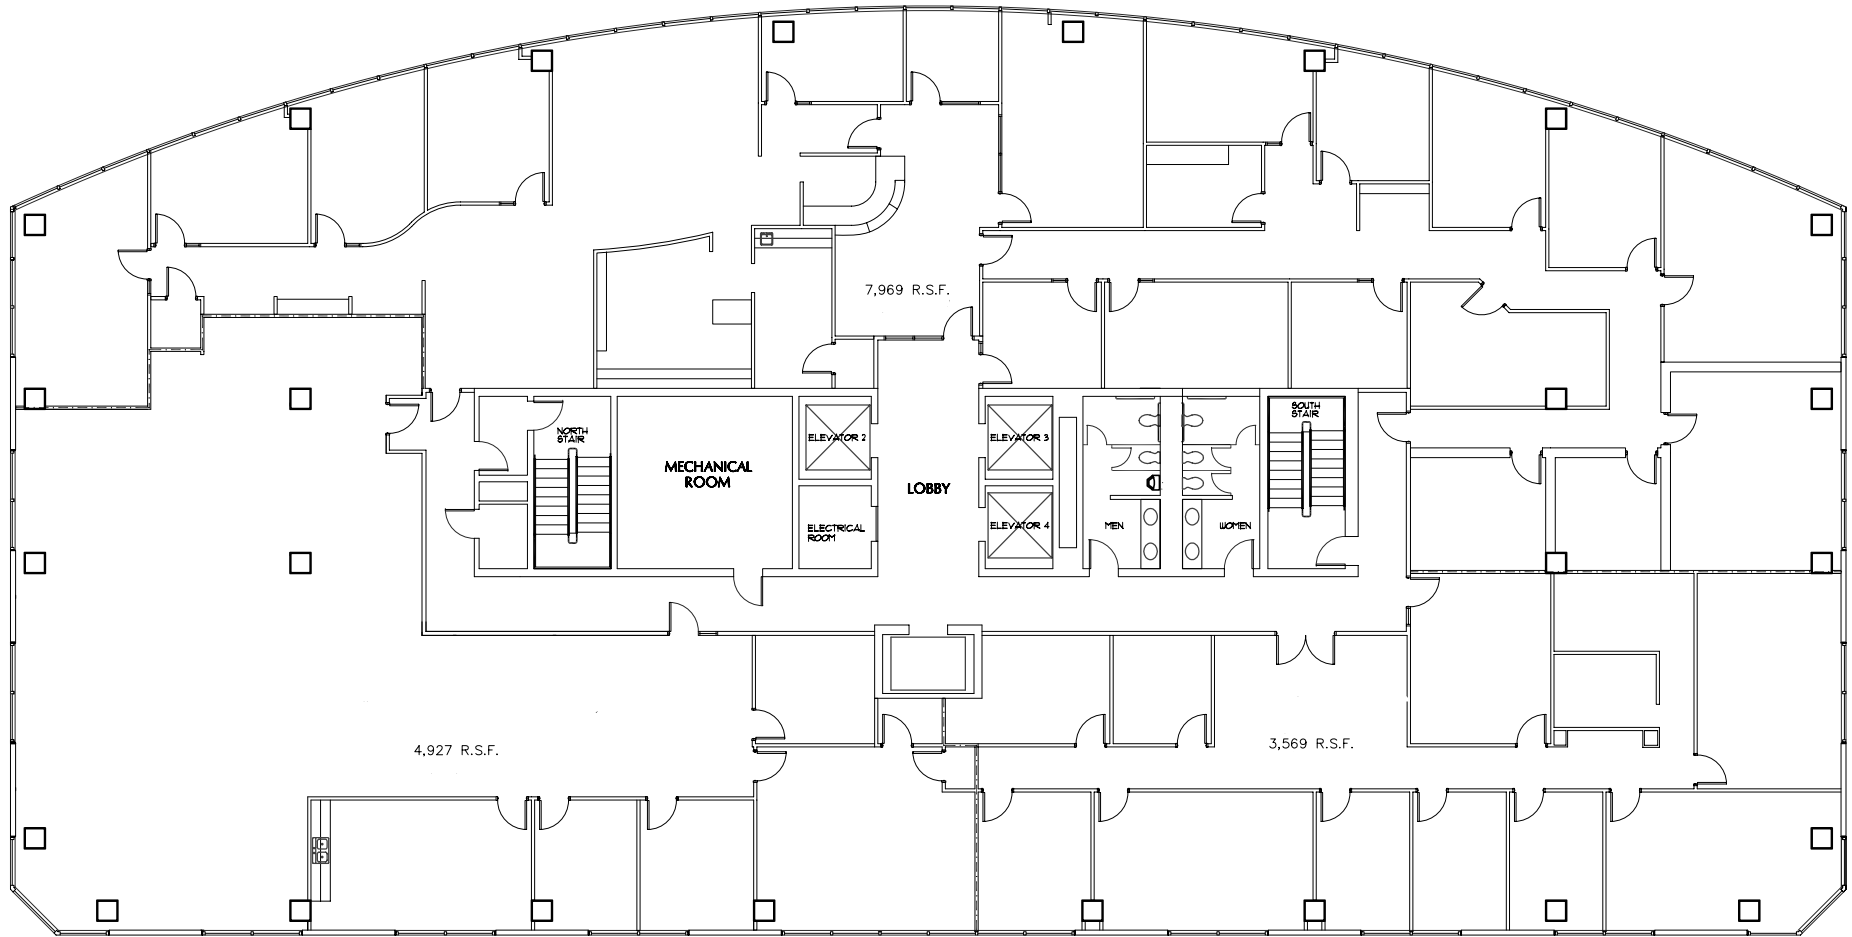 7,969 R.S.F.
SOUTH
STAIR
NORTH
STAIR
ELEVATOR 2
ELEVATOR 3
MECHANICAL
ROOM
LOBBY
ELECTRICAL
ROOM
ELEVATOR 4
MEN
WOMEN
4,927 R.S.F.
3,569 R.S.F.